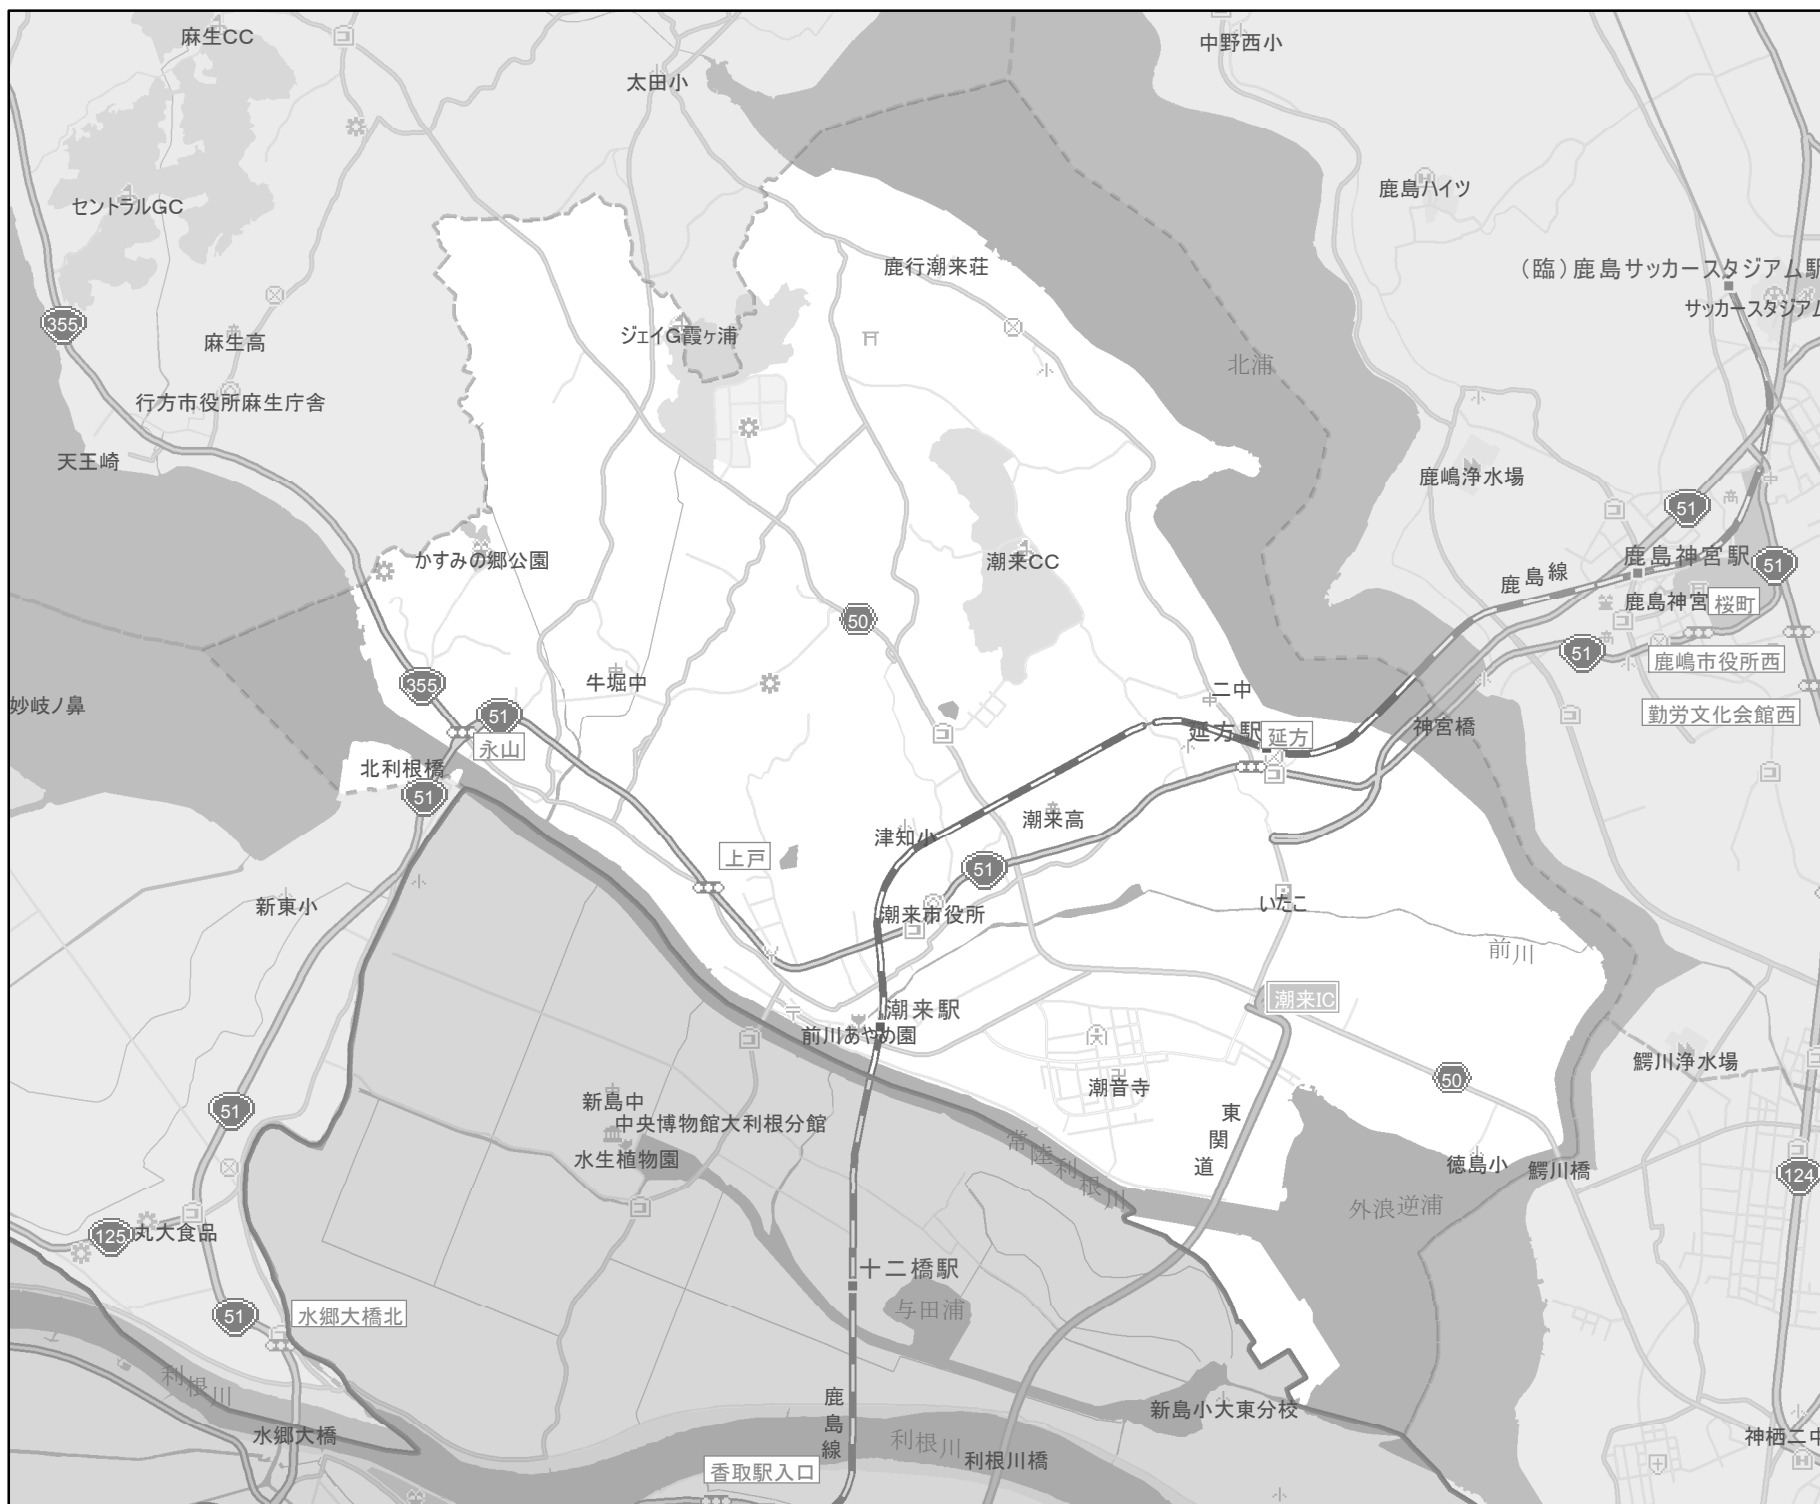 麻生CC
中野西小
太田小
鹿島ハイツ
セントラルGC
鹿行潮来荘
(臨)鹿島サッカースタジアム駅
サッカースタジアム
355
麻生高
ジェイG霞ヶ浦
北浦
行方市役所麻生庁舎
天王崎
鹿嶋浄水場
51
かすみの郷公園
潮来CC
鹿島線
鹿島神宮駅
51
鹿島神宮
桜町
50
51
鹿嶋市役所西
355
牛堀中
二中
妙岐ノ鼻
51
勤労文化会館西
永山
延方駅
延方
神宮橋
北利根橋
51
津知小
潮来高
上戸
51
新東小
潮来市役所
いたこ
前川
潮来駅
潮来IC
前川あやめ園
鰐川浄水場
50
潮音寺
51
新島中
中央博物館大利根分館
東関道
水生植物園
常陸利根川
徳島小
鰐川橋
124
外浪逆浦
125
丸大食品
十二橋駅
与田浦
51
水郷大橋北
利根川
新島小大東分校
鹿島線
水郷大橋
利根川
利根川橋
神栖二中
香取駅入口